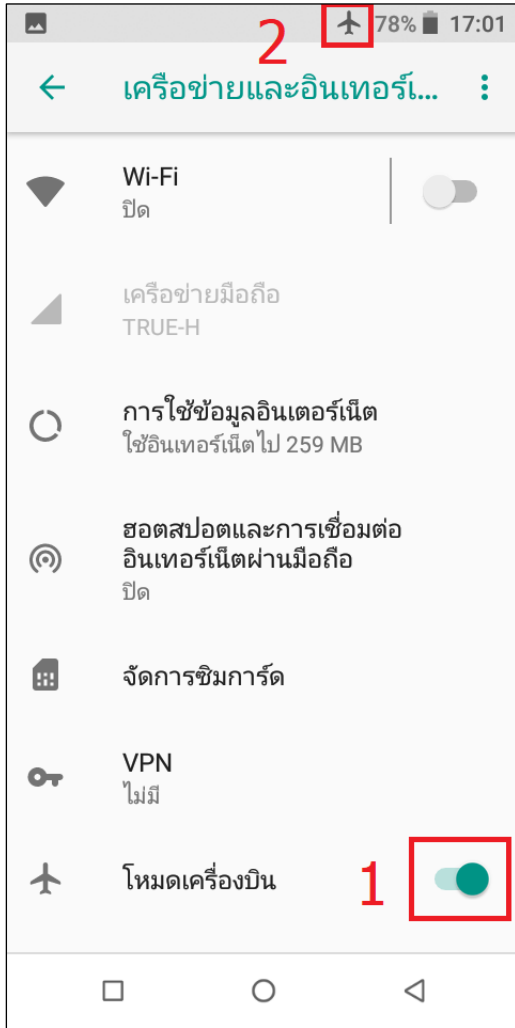 2
78% 17:01
เครือข่ายและอินเทอร์เ...
Wi-Fi
ปิด
เครือข่ายมือถือ
TRUE-H
การใช้ข้อมูลอินเตอร์เน็ต
ใช้อินเทอร์เน็ตไป 259 MB
ฮอตสปอตและการเชื่อมต่อ
อินเทอร์เน็ตผ่านมือถือ
ปิด
จัดการซิมการ์ด
VPN
ไม่มี
โหมดเครื่องบิน
1